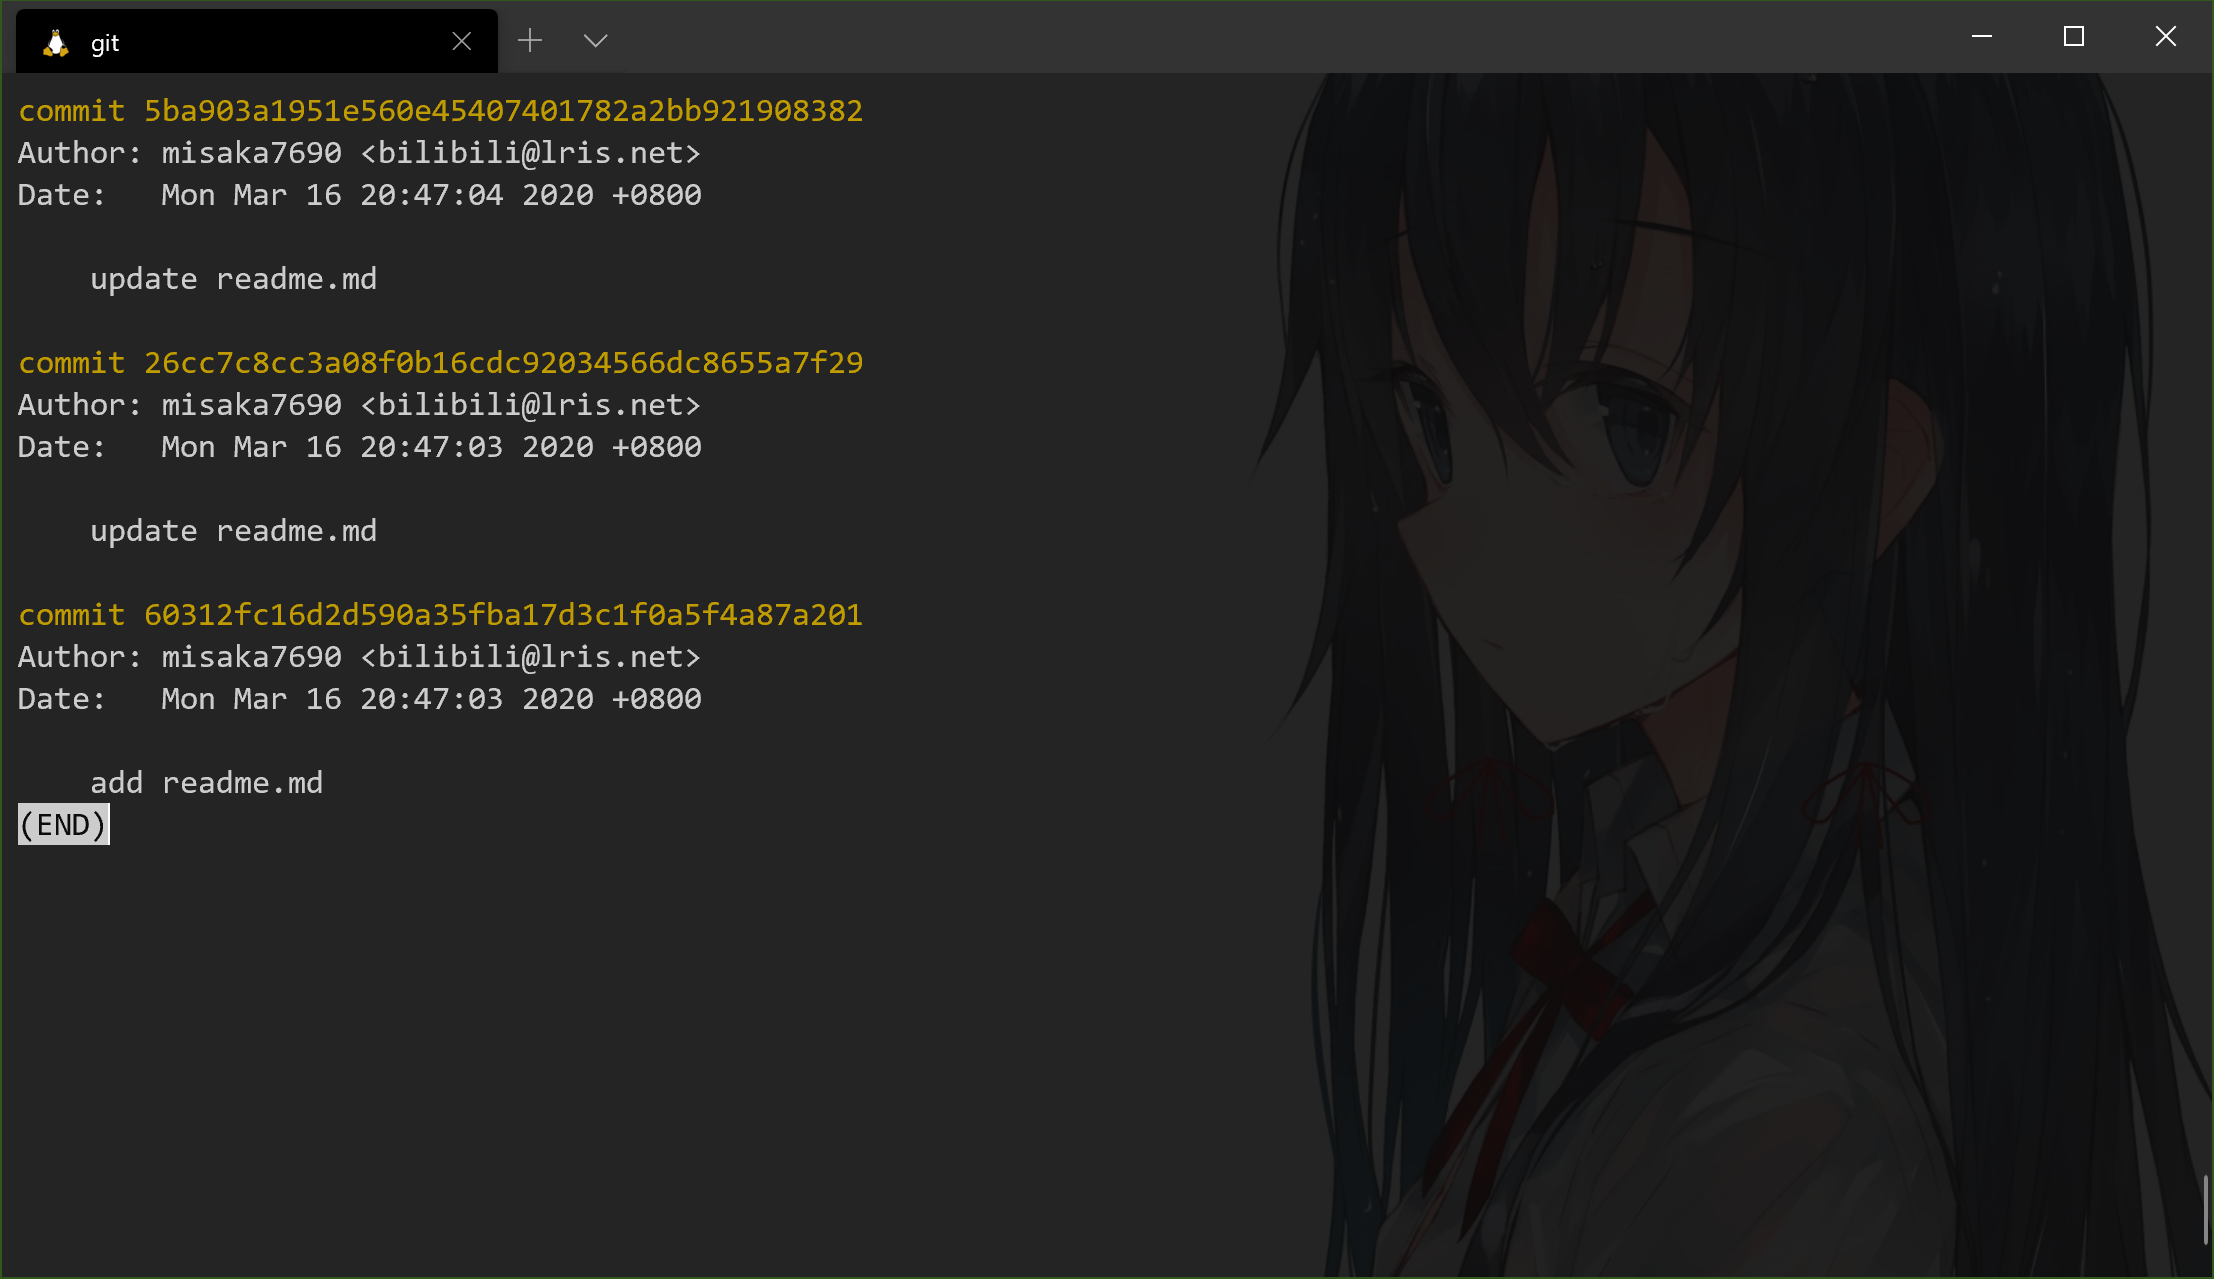 git
commit 5ba903a1951e560e45407401782a2bb921908382
Author: misaka7690 <bilibili@lris.net>
Date:   Mon Mar 16 20:47:04 2020 +0800
    update readme.md
commit 26cc7c8cc3a08f0b16cdc92034566dc8655a7f29
Author: misaka7690 <bilibili@lris.net>
Date:   Mon Mar 16 20:47:03 2020 +0800
    update readme.md
commit 60312fc16d2d590a35fba17d3c1f0a5f4a87a201
Author: misaka7690 <bilibili@lris.net>
Date:   Mon Mar 16 20:47:03 2020 +0800
    add readme.md
(END)